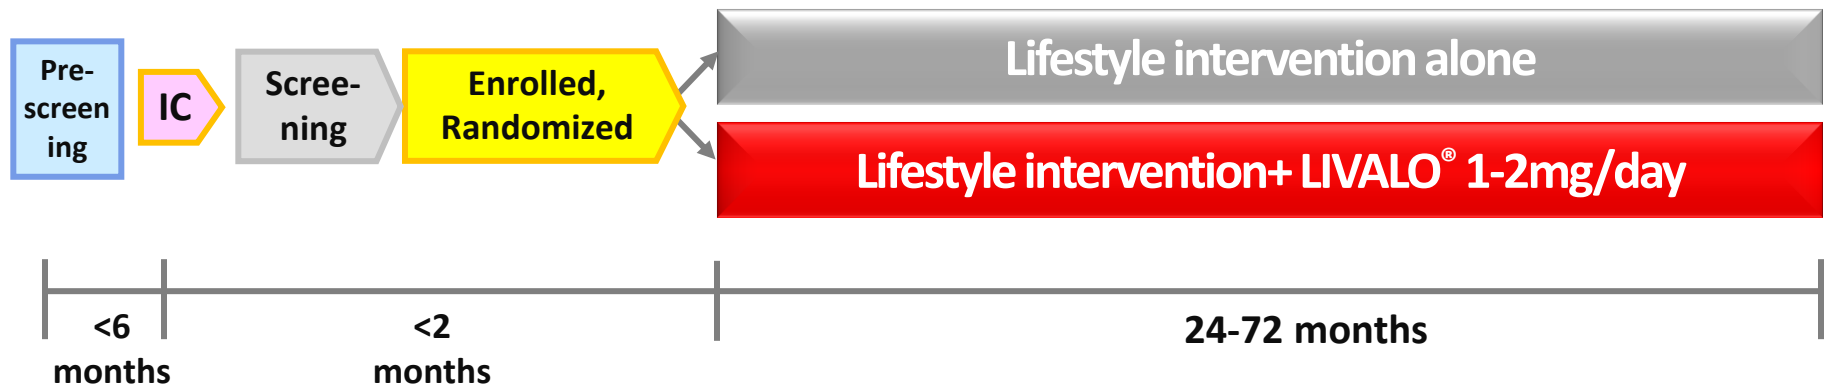 Pre-
screen
ing
IC
Scree-
ning
Enrolled,
Randomized
Lifestyle intervention alone
Lifestyle intervention+ LIVALO® 1-2mg/day
<6
months
<2
months
24-72 months